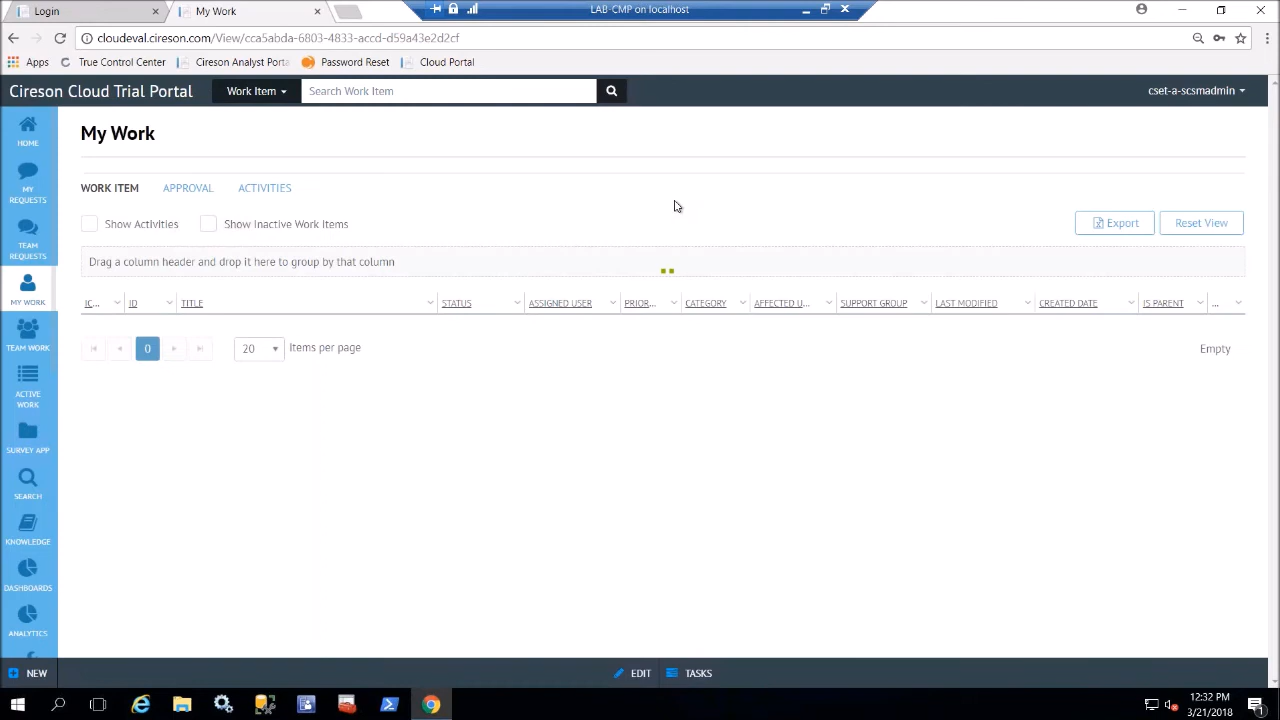 Login
My Work
LAB-CMP on localhost
cloudeval.cireson.com/View/cca5abda-6803-4833-accd-d59a43e2d2cf
Apps
True Control Center
Cireson Analyst Porta
Password Reset
Cloud Portal
Cireson Cloud Trial Portal
Work Item
Search Work Item
cset-a-scsmadmin
HOME
MY
REQUESTS
TEAM
REQUESTS
MY WORK
TEAM WORK
ACTIVE
WORK
SURVEY APP
SEARCH
KNOWLEDGE
DASHBOARDS
ANALYTICS
My Work
WORK ITEM APPROVAL ACTIVITIES
Show Activities Show Inactive Work Items
Export Reset View
Drag a column header and drop it here to group by that column
IC... ID TITLE STATUS ASSIGNED USER PRIOR... CATEGORY AFFECTED U... SUPPORT GROUP LAST MODIFIED CREATED DATE IS PARENT ...
0 20 items per page Empty
NEW EDIT TASKS
12:32 PM
3/21/2018
1